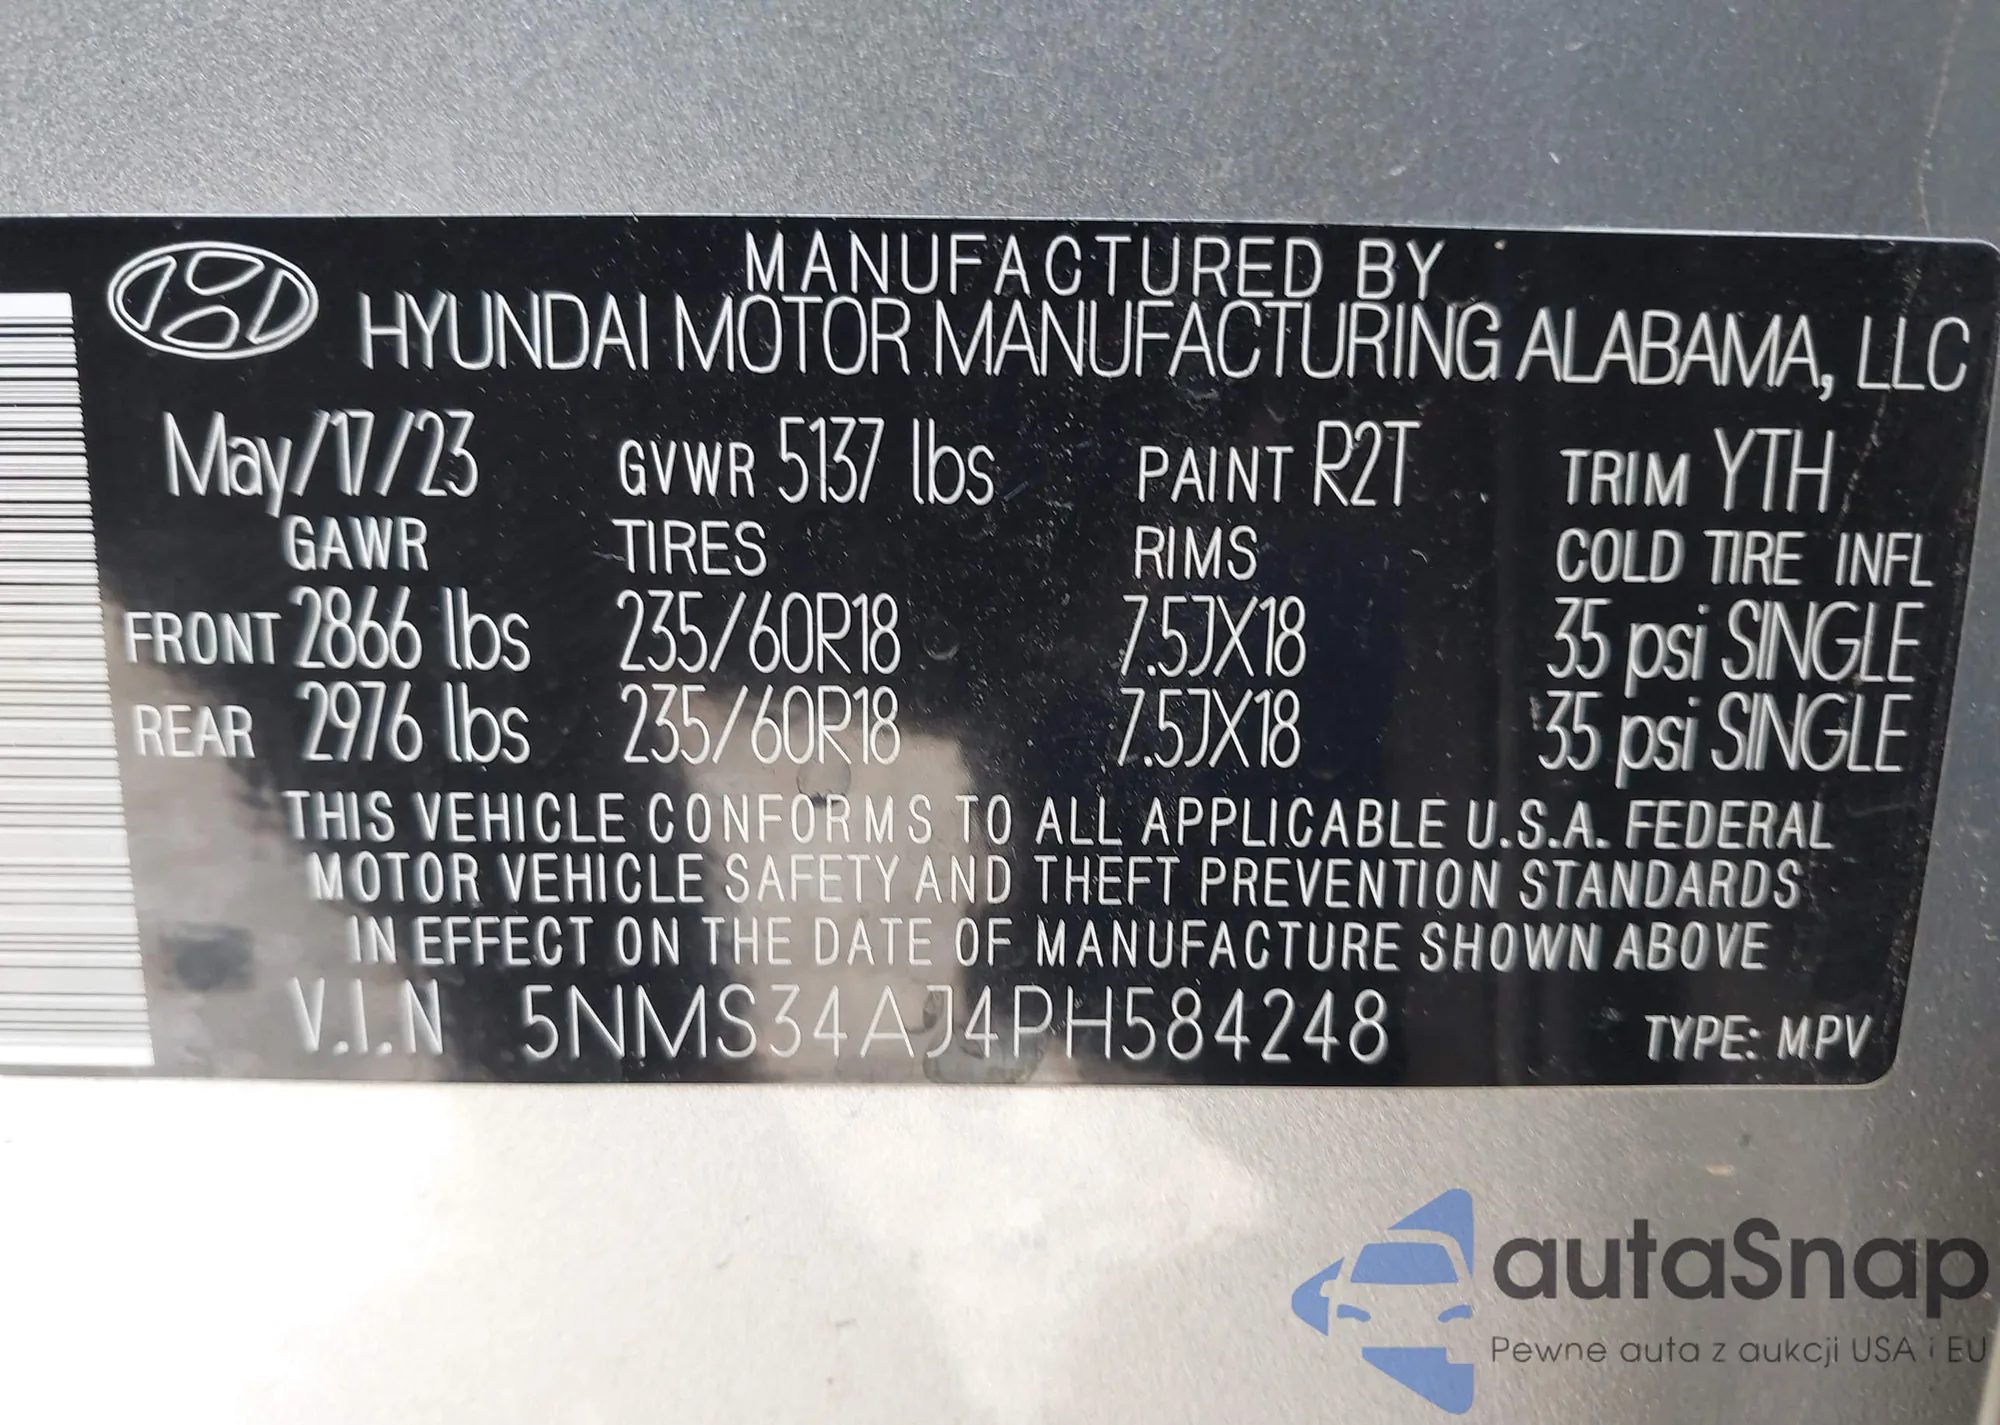 MANUFACTURED BY
HYUNDAI MOTOR MANUFACTURING ALABAMA, LLC
May/17/23 GVWR 5137 lbs PAINT R2T TRIM YTH
GAWR TIRES RIMS COLD TIRE INFL
FRONT 2866 lbs 235/60R18 7.5JX18 35 psi SINGLE
REAR 2976 lbs 235/60R18 7.5JX18 35 psi SINGLE
THIS VEHICLE CONFORMS TO ALL APPLICABLE U.S.A. FEDERAL
MOTOR VEHICLE SAFETY AND THEFT PREVENTION STANDARDS
IN EFFECT ON THE DATE OF MANUFACTURE SHOWN ABOVE
V.I.N 5NMS34AJ4PH584248 TYPE: MPV
autaSnap
Pewne auta z aukcji USA i EU